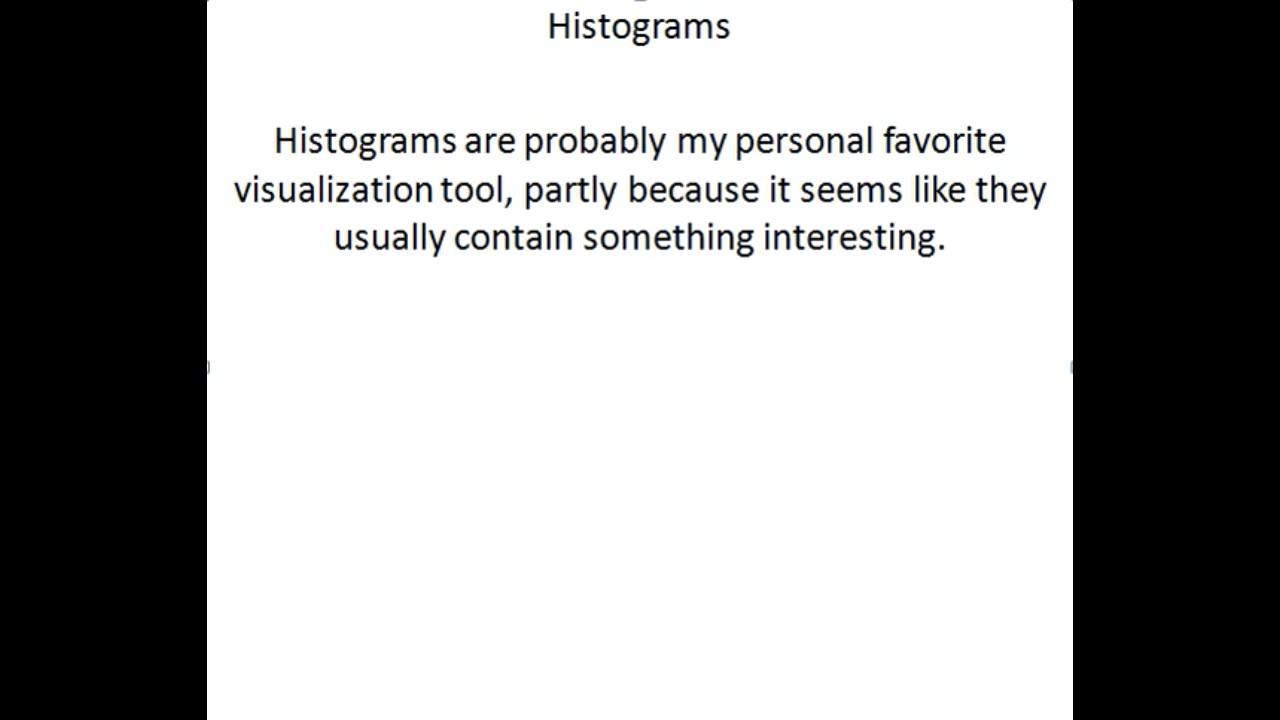 Histograms
Histograms are probably my personal favorite
visualization tool, partly because it seems like they
usually contain something interesting.